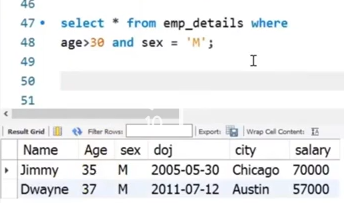 46
47 select * from emp_details where
48 age>30 and sex = 'M';
49
50
51
Result Grid Filter Rows: Export: Wrap Cell Content: IA
Name Age sex doj city salary
Jimmy 35 M 2005-05-30 Chicago 70000
Dwayne 37 M 2011-07-12 Austin 57000